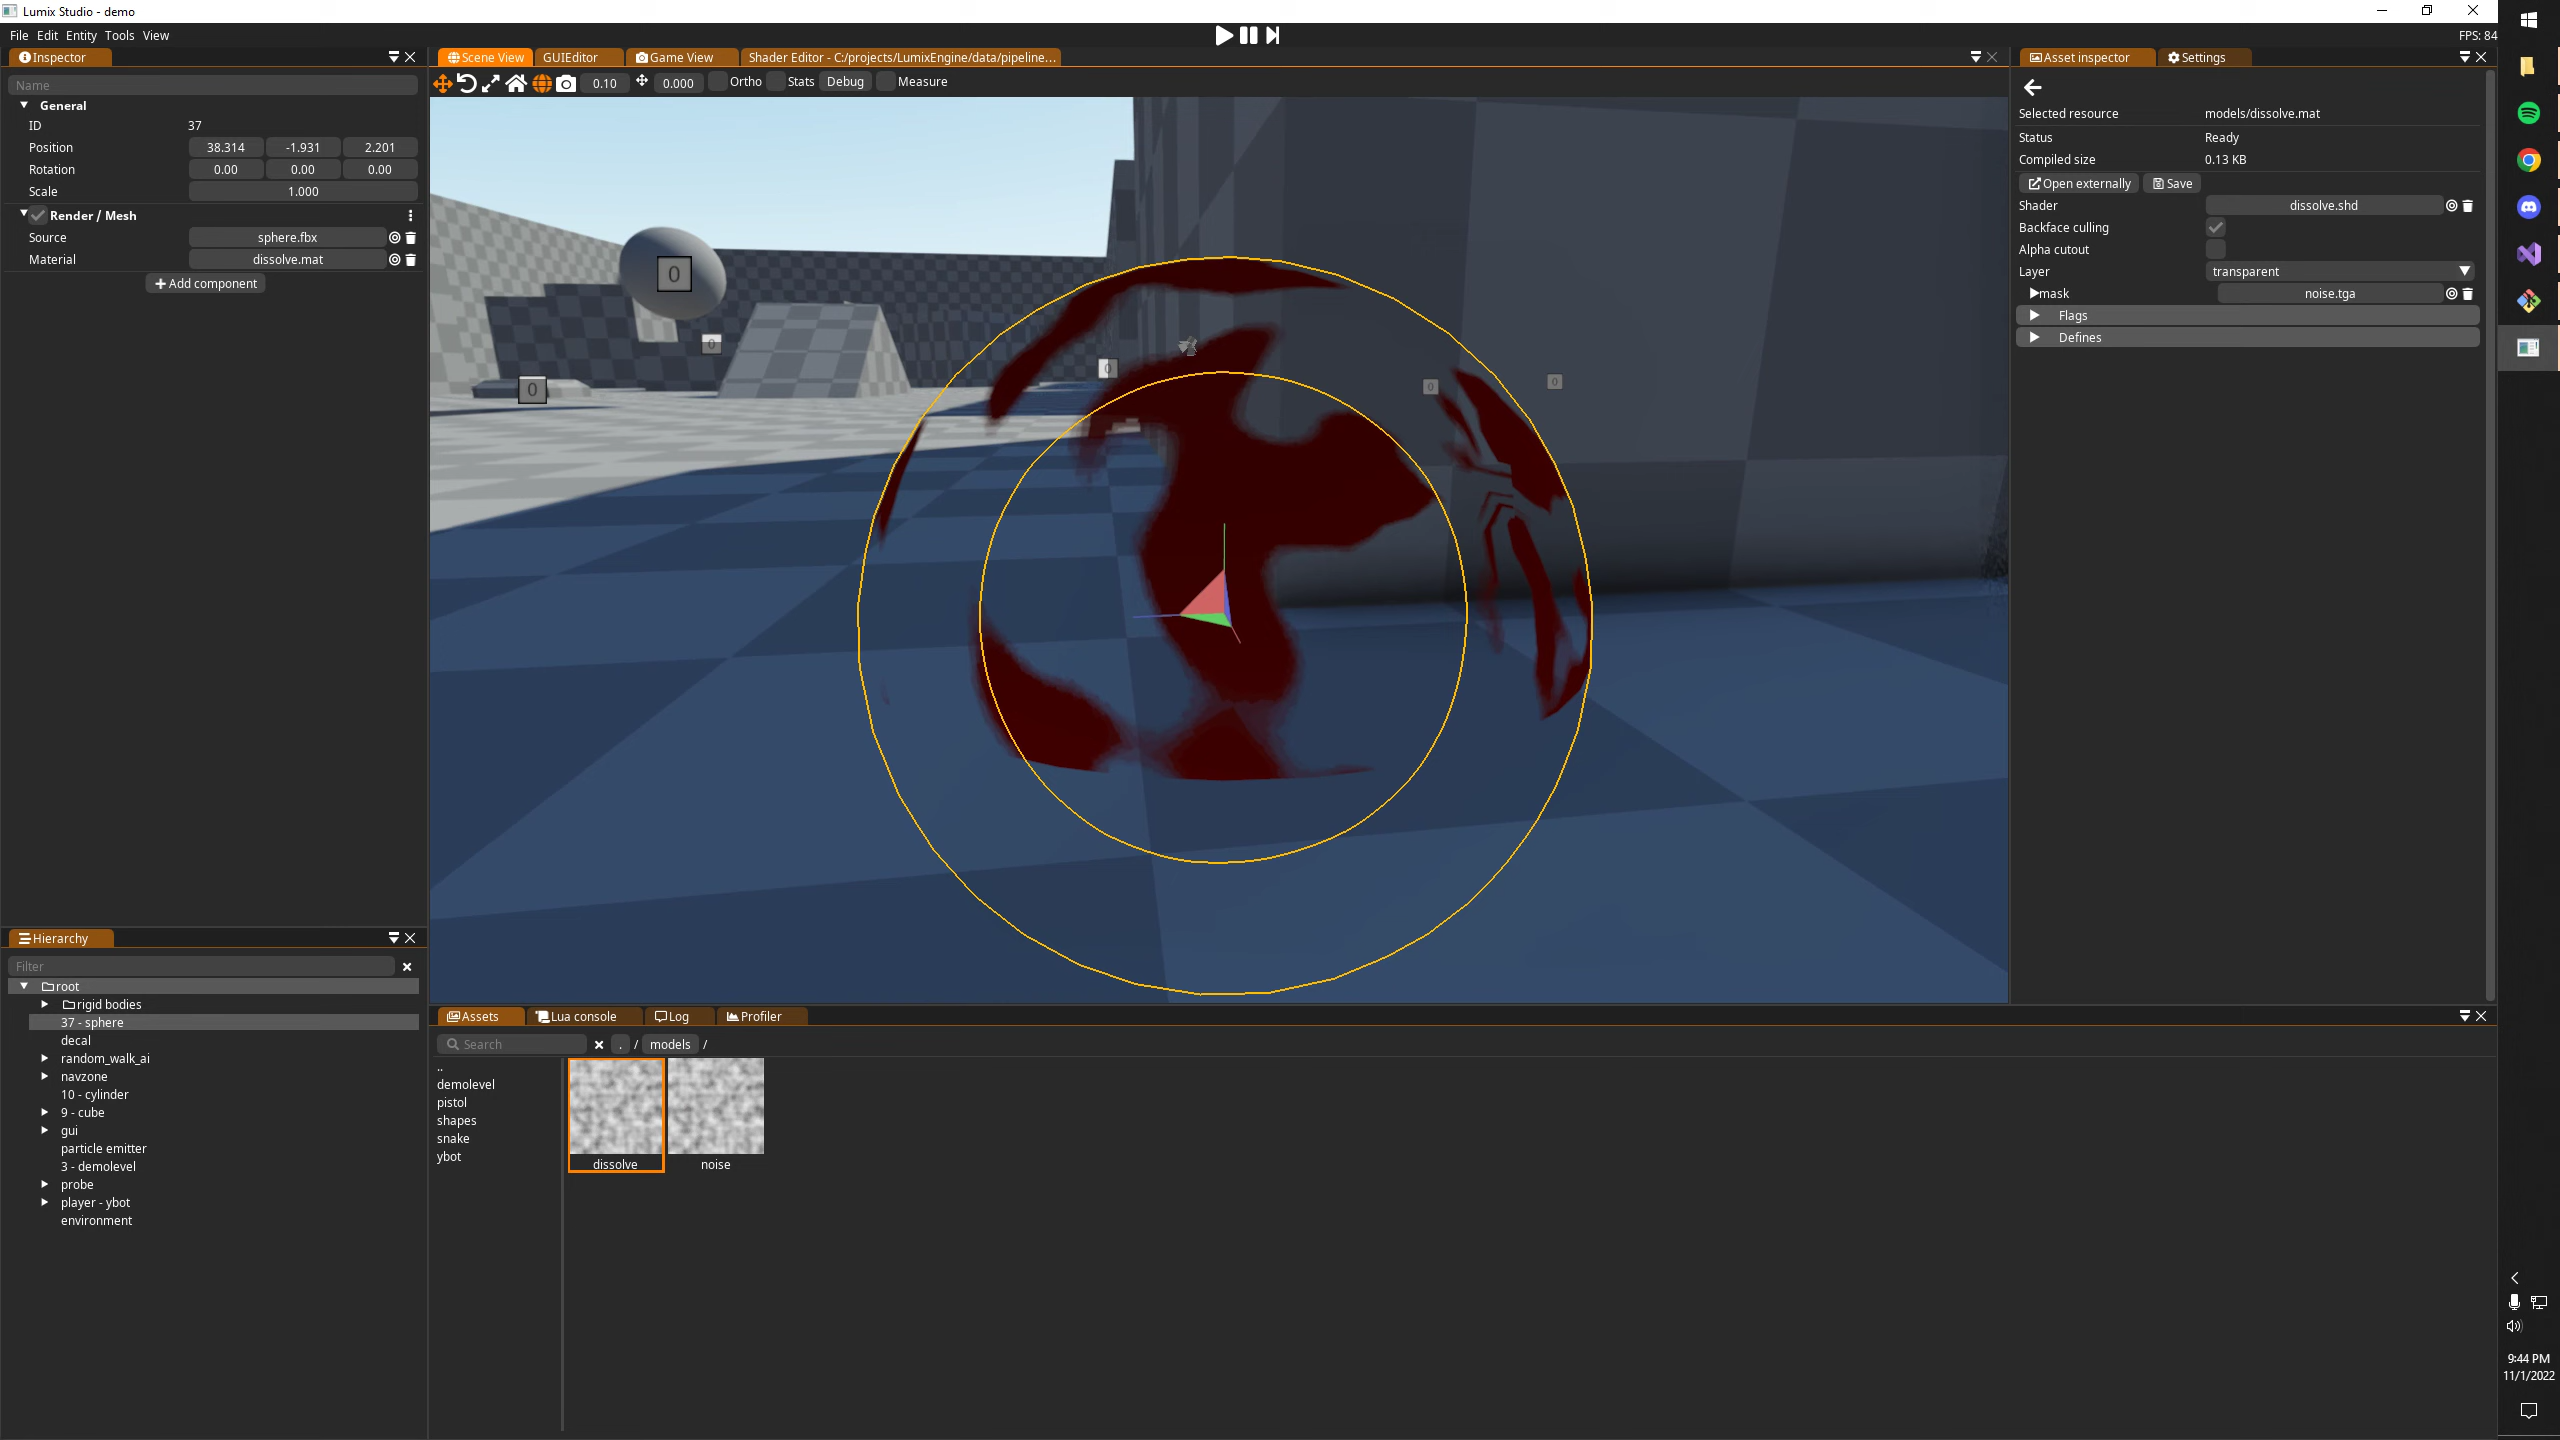 Lumix Studio - demo
File Edit Entity Tools View
FPS: 84
Inspector
Name
General
ID 37
Position 38.314 -1.931 2.201
Rotation 0.00 0.00 0.00
Scale 1.000
Render / Mesh
Source sphere.fbx
Material dissolve.mat
Add component
Hierarchy
Filter
root
rigid bodies
37 - sphere
decal
random_walk_ai
navzone
10 - cylinder
9 - cube
gui
particle emitter
3 - demolevel
probe
player - ybot
environment
Scene View GUIEditor Game View Shader Editor - C:/projects/LumixEngine/data/pipeline...
0.10 0.000 Ortho Stats Debug Measure
0
0
0
0
0
0
Assets Lua console Log Profiler
Search . / models /
..
demolevel
pistol
shapes
snake
ybot
dissolve noise
Asset inspector Settings
Selected resource models/dissolve.mat
Status Ready
Compiled size 0.13 KB
Open externally Save
Shader dissolve.shd
Backface culling
Alpha cutout
Layer transparent
mask noise.tga
Flags
Defines
9:44 PM
11/1/2022